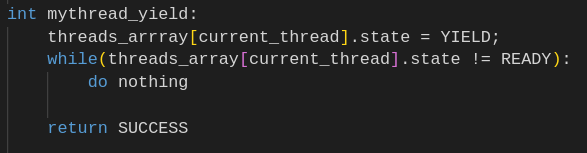 int mythread_yield:
    threads_arrray[current_thread].state = YIELD;
    while(threads_array[current_thread].state != READY):
        do nothing

    return SUCCESS